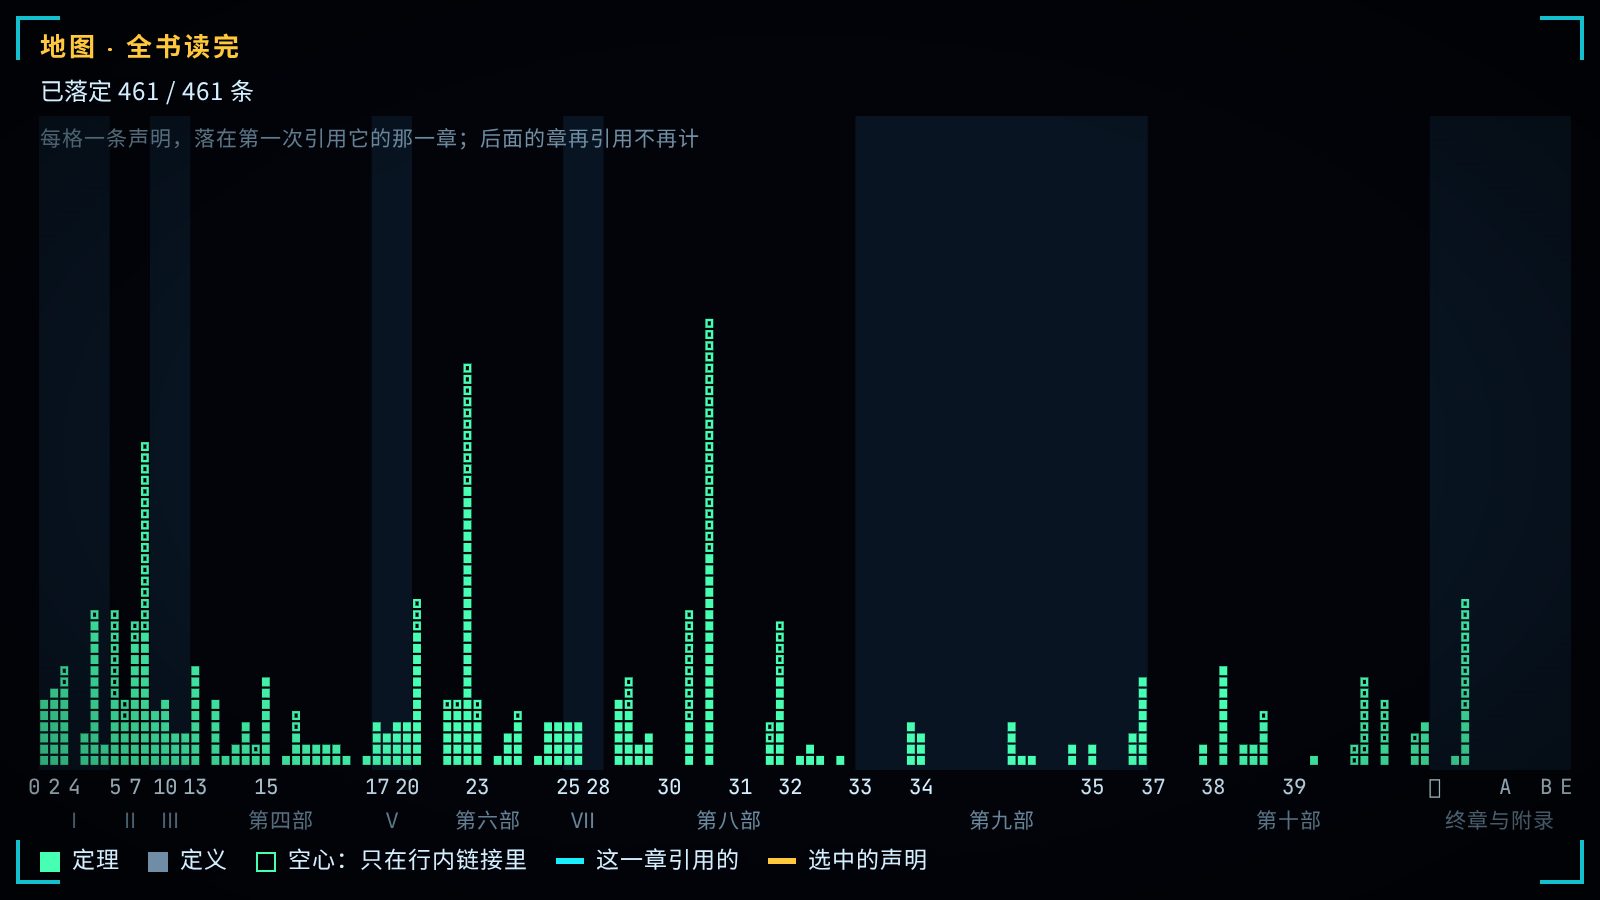 地图 · 全书读完
已落定 461 / 461 条
每格一条声明，落在第一次引用它的那一章；后面的章再引用不再计
0 2 4 5 7 10 13 15 17 20 23 25 28 30 31 32 33 34 35 37 38 39 A B E
I II III 第四部 V 第六部 VII 第八部 第九部 第十部 终章与附录
定理 定义 空心：只在行内链接里 这一章引用的 选中的声明